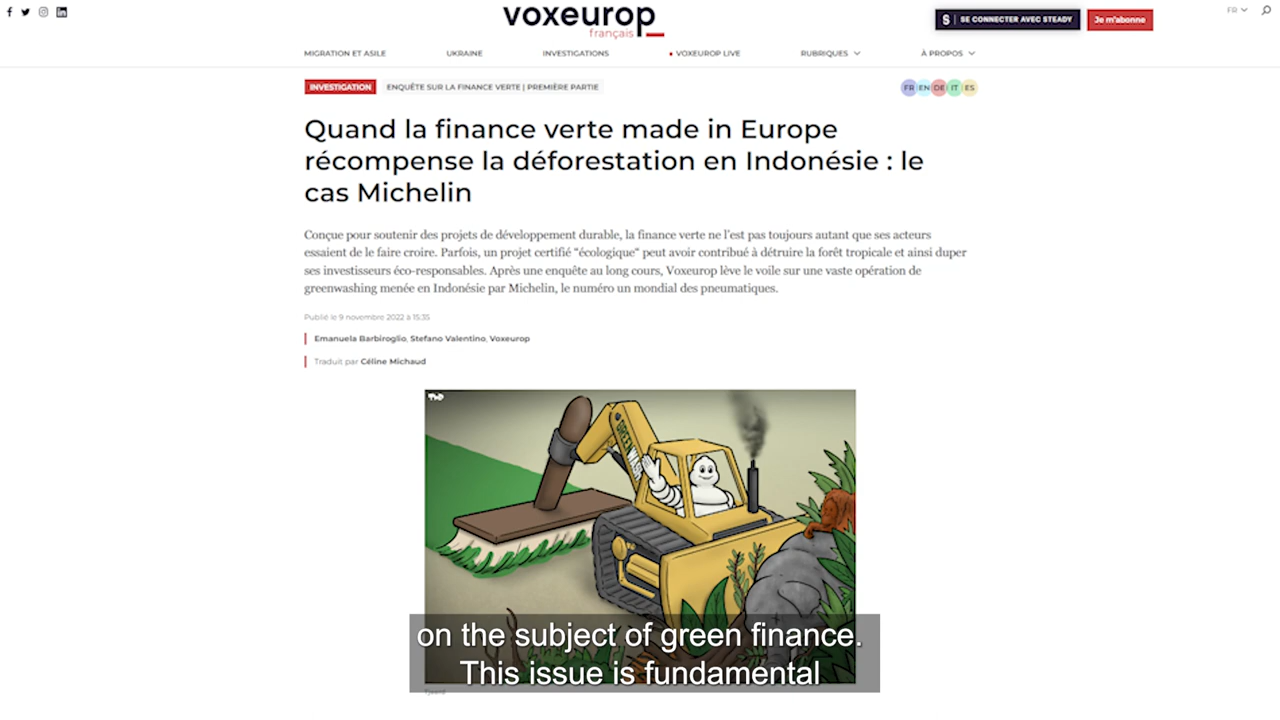 voxeurop
français
SE CONNECTER AVEC STEADY
Je m'abonne
FR
MIGRATION ET ASILE
UKRAINE
INVESTIGATIONS
VOXEUROP LIVE
RUBRIQUES
À PROPOS
INVESTIGATION
ENQUÊTE SUR LA FINANCE VERTE | PREMIÈRE PARTIE
FR EN DE IT ES
Quand la finance verte made in Europe
récompense la déforestation en Indonésie : le
cas Michelin
Conçue pour soutenir des projets de développement durable, la finance verte ne l'est pas toujours autant que ses acteurs
essaient de le faire croire. Parfois, un projet certifié "écologique" peut avoir contribué à détruire la forêt tropicale et ainsi duper
ses investisseurs éco-responsables. Après une enquête au long cours, Voxeurop lève le voile sur une vaste opération de
greenwashing menée en Indonésie par Michelin, le numéro un mondial des pneumatiques.
Publié le 9 novembre 2022 à 15:35
Emanuela Barbiroglio, Stefano Valentino, Voxeurop
Traduit par Céline Michaud
GREENWASH
on the subject of green finance.
This issue is fundamental